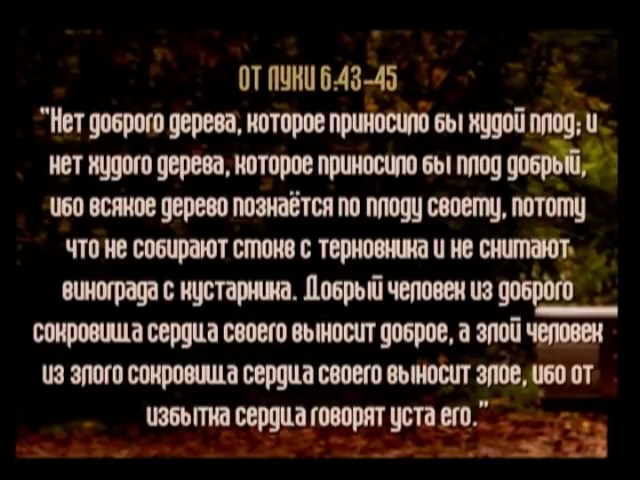 ОТ ЛУКИ 6:43-45
"Нет доброго дерева, которое приносило бы худой плод; и
нет худого дерева, которое приносило бы плод добрый,
ибо всякое дерево познаётся по плоду своему, потому
что не собирают стокв с терновника и не снимают
винограда с кустарника. Добрый человек из доброго
сокровища сердца своего выносит доброе, а злой человек
из злого сокровища сердца своего выносит злое, ибо от
избытка сердца говорят уста его."